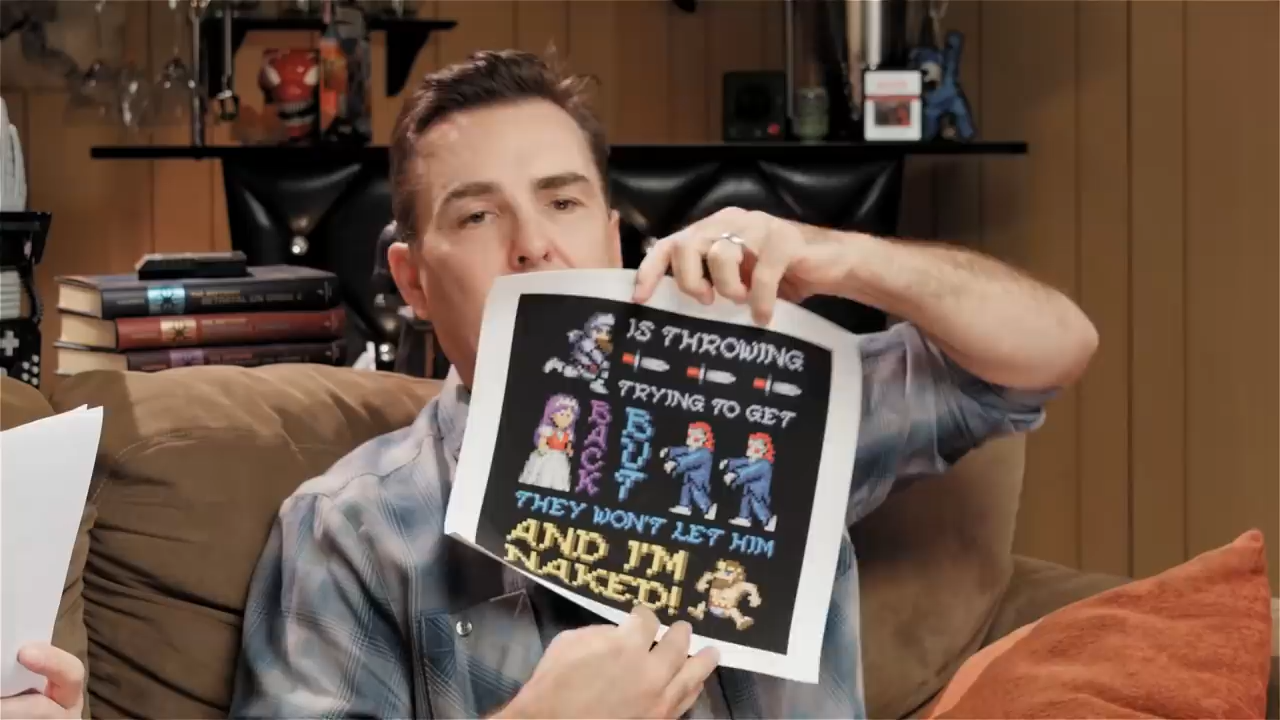 IS THROWING
TRYING TO GET
BACK
BUT
THEY WON'T LET HIM
AND I'M
NAKED!